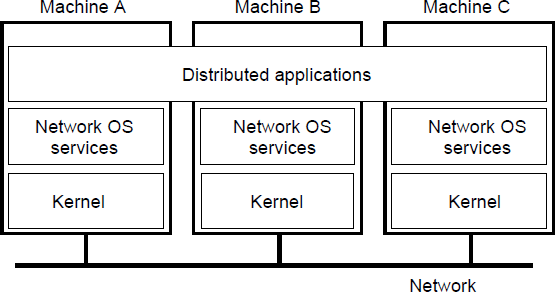 Machine A
Machine B
Machine C
Distributed applications
Network OS
services
Network OS
services
Network OS
services
Kernel
Kernel
Kernel
Network